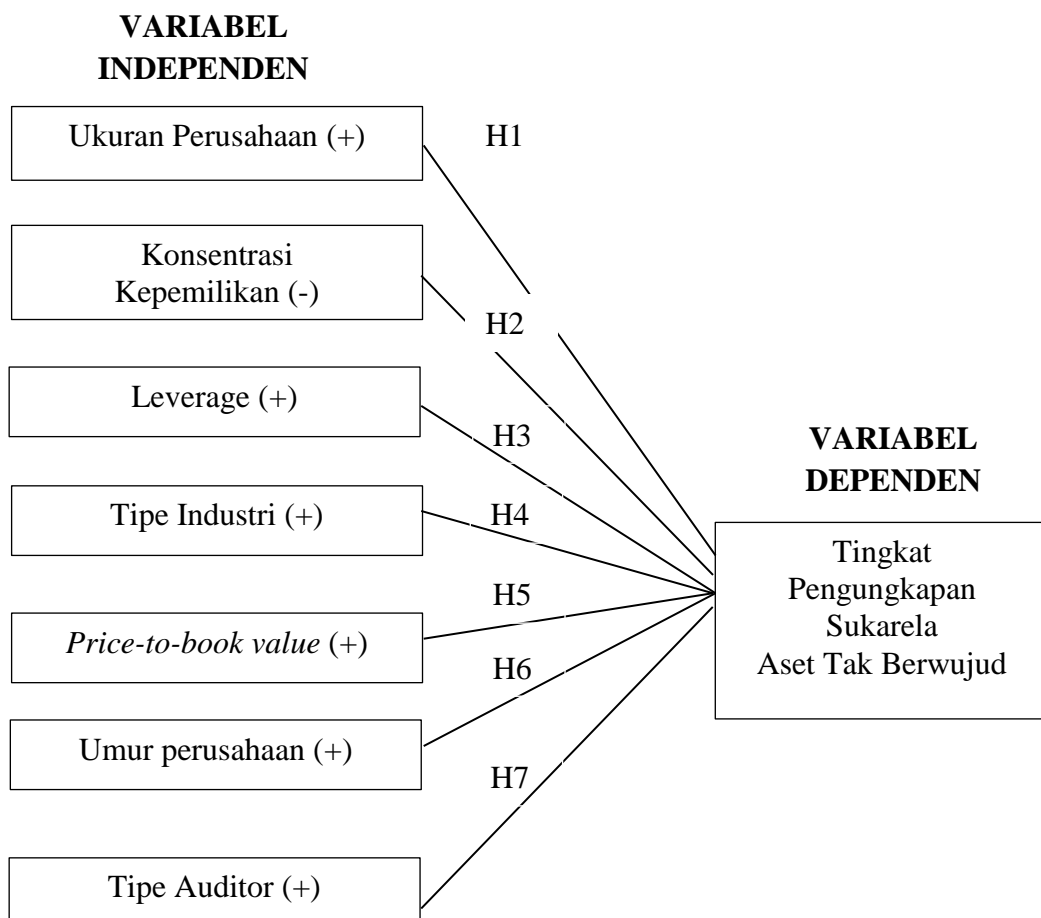 VARIABEL
INDEPENDEN
Ukuran Perusahaan (+)
H1
Konsentrasi
Kepemilikan (-)
H2
Leverage (+)
H3
VARIABEL
DEPENDEN
Tipe Industri (+)
H4
Tingkat
Pengungkapan
Sukarela
Aset Tak Berwujud
H5
Price-to-book value (+)
H6
Umur perusahaan (+)
H7
Tipe Auditor (+)